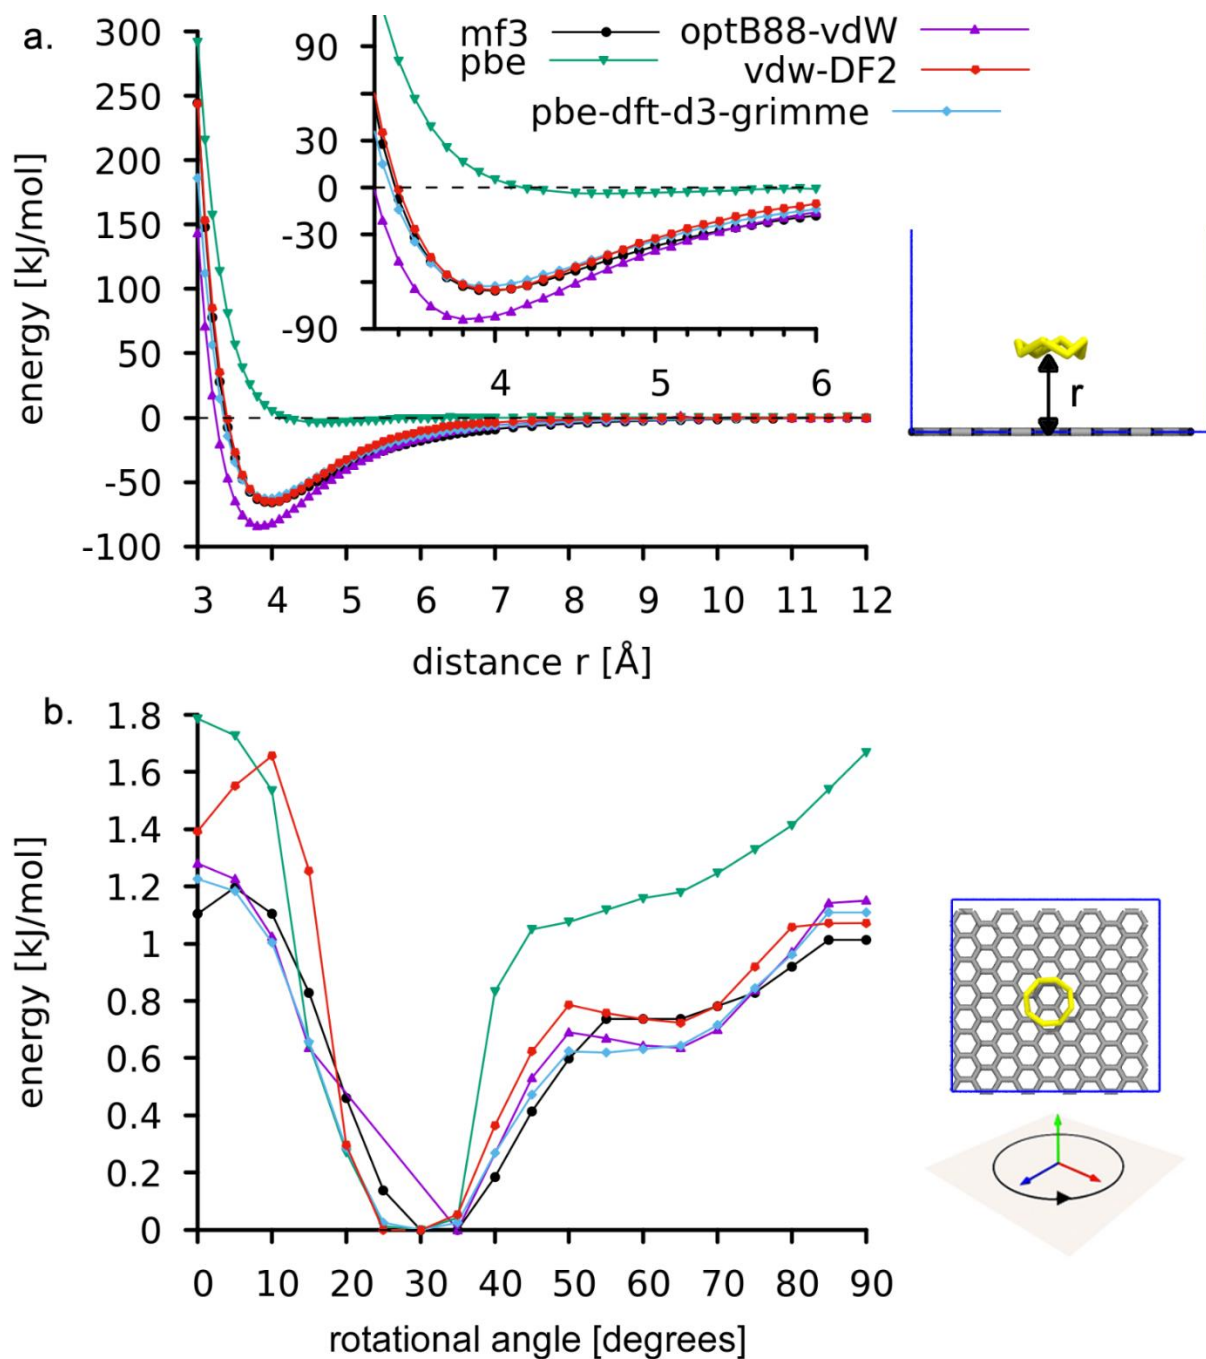 a.
mf3
pbe
optB88-vdW
vdw-DF2
pbe-dft-d3-grimme
energy [kJ/mol]
300
250
200
150
100
50
0
-50
-100
90
30
0
-30
-90
4 5 6
r
3 4 5 6 7 8 9 10 11 12
distance r [Å]
b.
energy [kJ/mol]
1.8
1.6
1.4
1.2
1
0.8
0.6
0.4
0.2
0
0 10 20 30 40 50 60 70 80 90
rotational angle [degrees]